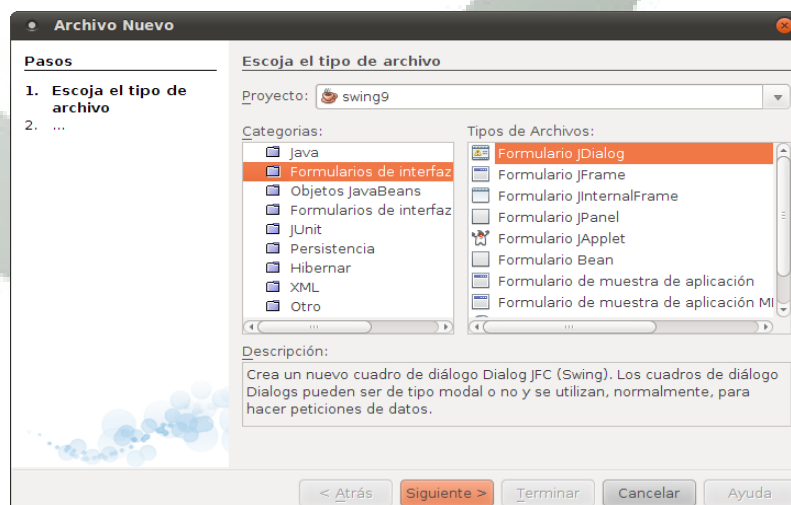 Archivo Nuevo
Pasos
1. Escoja el tipo de
archivo
2. ...
Escoja el tipo de archivo
Proyecto: swing9
Categorias:
Java
Formularios de interfaz
Objetos JavaBeans
Formularios de interfaz
JUnit
Persistencia
Hibernar
XML
Otro
Tipos de Archivos:
Formulario JDialog
Formulario JFrame
Formulario JInternalFrame
Formulario JPanel
Formulario JApplet
Formulario Bean
Formulario de muestra de aplicación
Formulario de muestra de aplicación MI
Descripción:
Crea un nuevo cuadro de diálogo Dialog JFC (Swing). Los cuadros de diálogo
Dialogs pueden ser de tipo modal o no y se utilizan, normalmente, para
hacer peticiones de datos.
< Atrás Siguiente > Terminar Cancelar Ayuda